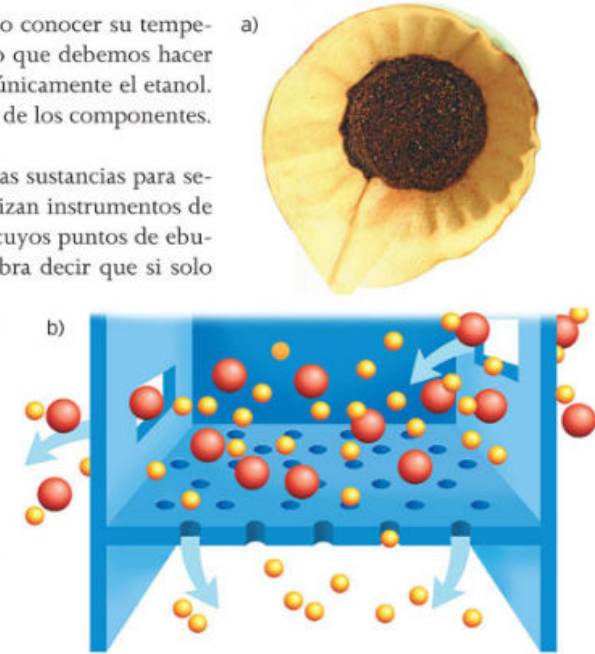 o conocer su tempe-
o que debemos hacer
únicamente el etanol.
de los componentes.
as sustancias para se-
izan instrumentos de
cuyos puntos de ebu-
bra decir que si solo
a)
b)